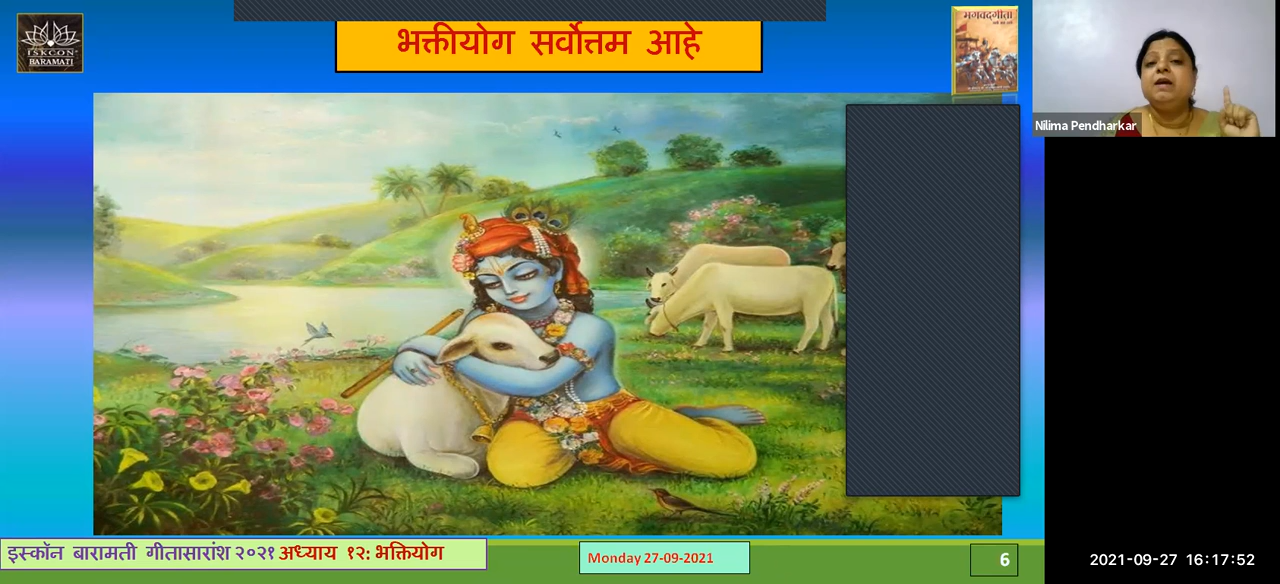 भक्तीयोग सर्वोत्तम आहे
ISKCON
BARAMATI
भगवद्‌गीता
Nilima Pendharkar
इस्कॉन बारामती गीतासारांश २०२१ अध्याय १२: भक्तियोग
Monday 27-09-2021
6
2021-09-27 16:17:52